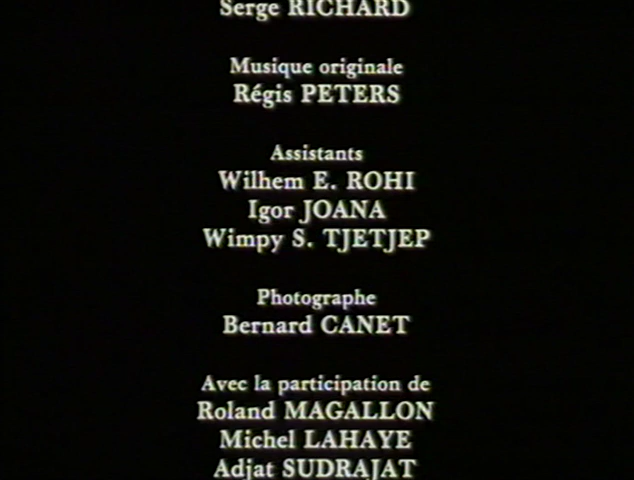 Serge RICHARD
Musique originale
Régis PETERS
Assistants
Wilhem E. ROHI
Igor JOANA
Wimpy S. TJETJEP
Photographe
Bernard CANET
Avec la participation de
Roland MAGALLON
Michel LAHAYE
Adjat SUDRAJAT